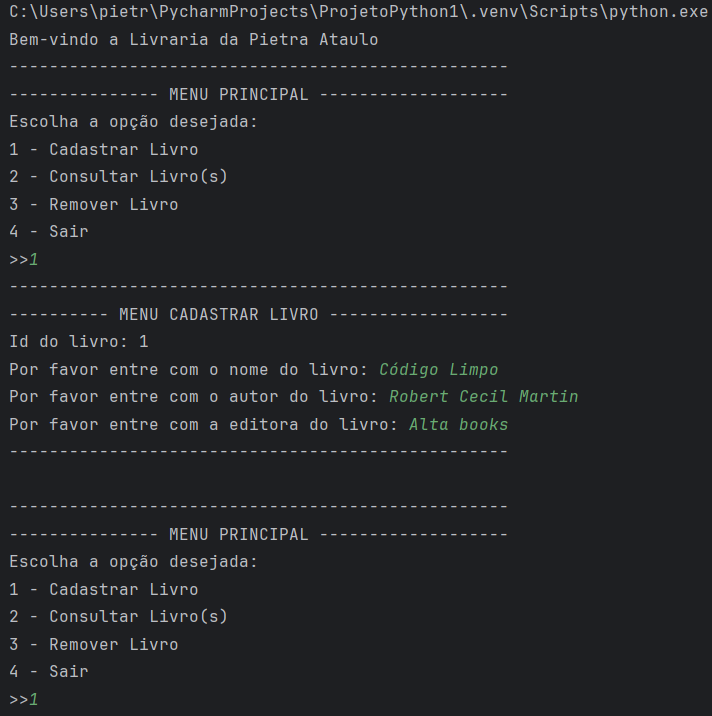 C:\Users\pietr\PycharmProjects\ProjetoPython1\.venv\Scripts\python.exe
Bem-vindo a Livraria da Pietra Ataulo
--------------------------------------------------
--------------- MENU PRINCIPAL -------------------
Escolha a opção desejada:
1 - Cadastrar Livro
2 - Consultar Livro(s)
3 - Remover Livro
4 - Sair
>>1
--------------------------------------------------
---------- MENU CADASTRAR LIVRO ------------------
Id do livro: 1
Por favor entre com o nome do livro: Código Limpo
Por favor entre com o autor do livro: Robert Cecil Martin
Por favor entre com a editora do livro: Alta books
--------------------------------------------------
--------------------------------------------------
--------------- MENU PRINCIPAL -------------------
Escolha a opção desejada:
1 - Cadastrar Livro
2 - Consultar Livro(s)
3 - Remover Livro
4 - Sair
>>1